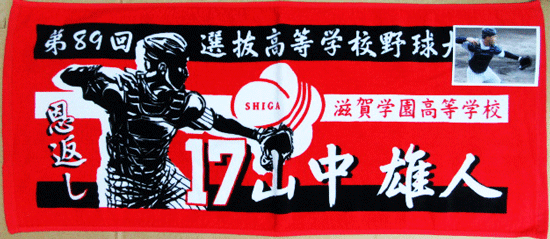 第89回 選抜高等学校野球大
SHIGA
滋賀学園高等学校
恩返し
17 山中雄人